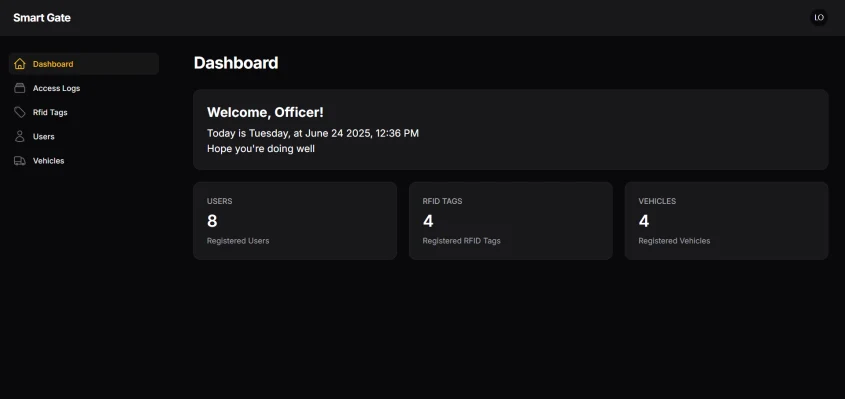 Smart Gate
LO
Dashboard
Access Logs
Rfid Tags
Users
Vehicles
Dashboard
Welcome, Officer!
Today is Tuesday, at June 24 2025, 12:36 PM
Hope you're doing well
USERS
8
Registered Users
RFID TAGS
4
Registered RFID Tags
VEHICLES
4
Registered Vehicles